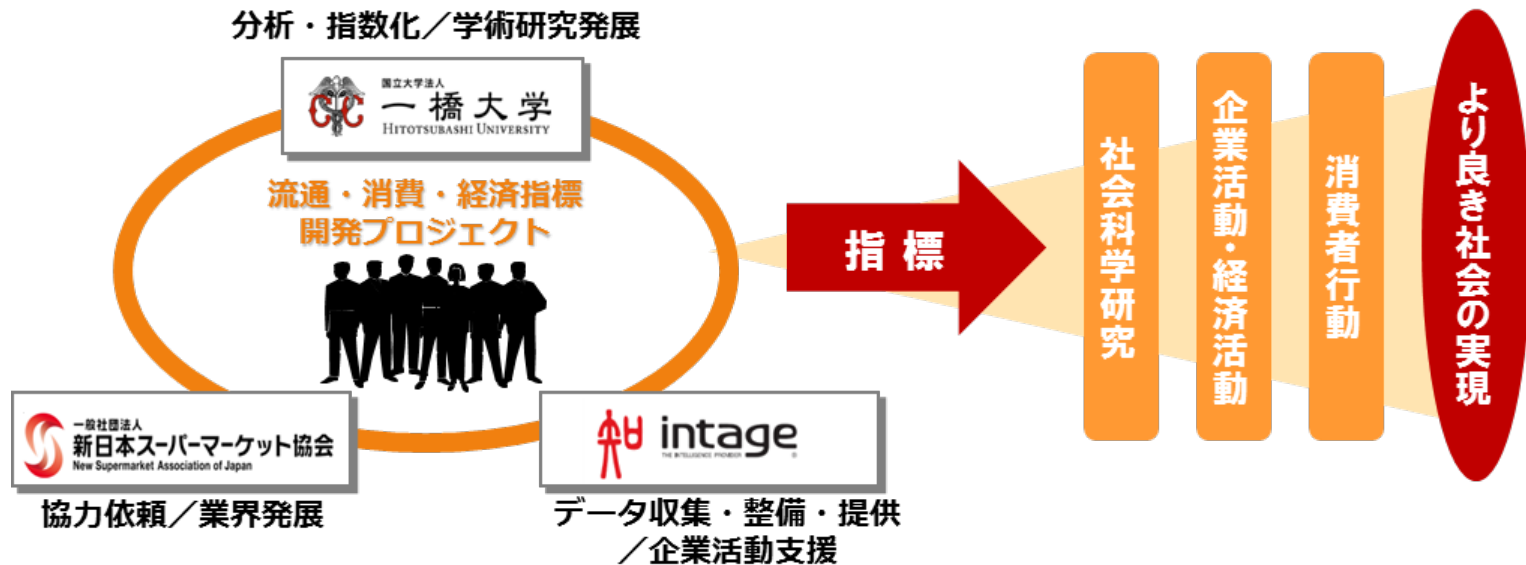 分析・指数化／学術研究発展
国立大学法人
一橋大学
HITOTSUBASHI UNIVERSITY
流通・消費・経済指標
開発プロジェクト
一般社団法人
新日本スーパーマーケット協会
New Supermarket Association of Japan
協力依頼／業界発展
知 intage
THE INTELLIGENCE PROVIDER
®
データ収集・整備・提供
／企業活動支援
指標
社会科学研究
企業活動・経済活動
消費者行動
より良き社会の実現